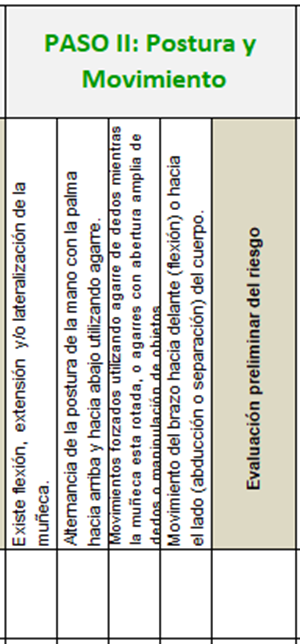 PASO II: Postura y
Movimiento
Existe flexión, extensión y/o lateralización de la
muñeca.
Alternancia de la postura de la mano con la palma
hacia arriba y hacia abajo utilizando agarre.
Movimientos forzados utilizando agarre de dedos mientras
la muñeca esta rotada, o agarres con abertura amplia de
dedos o manipulación de objetos
Movimiento del brazo hacia delante (flexión) o hacia
el lado (abducción o separación) del cuerpo.
Evaluación preliminar del riesgo